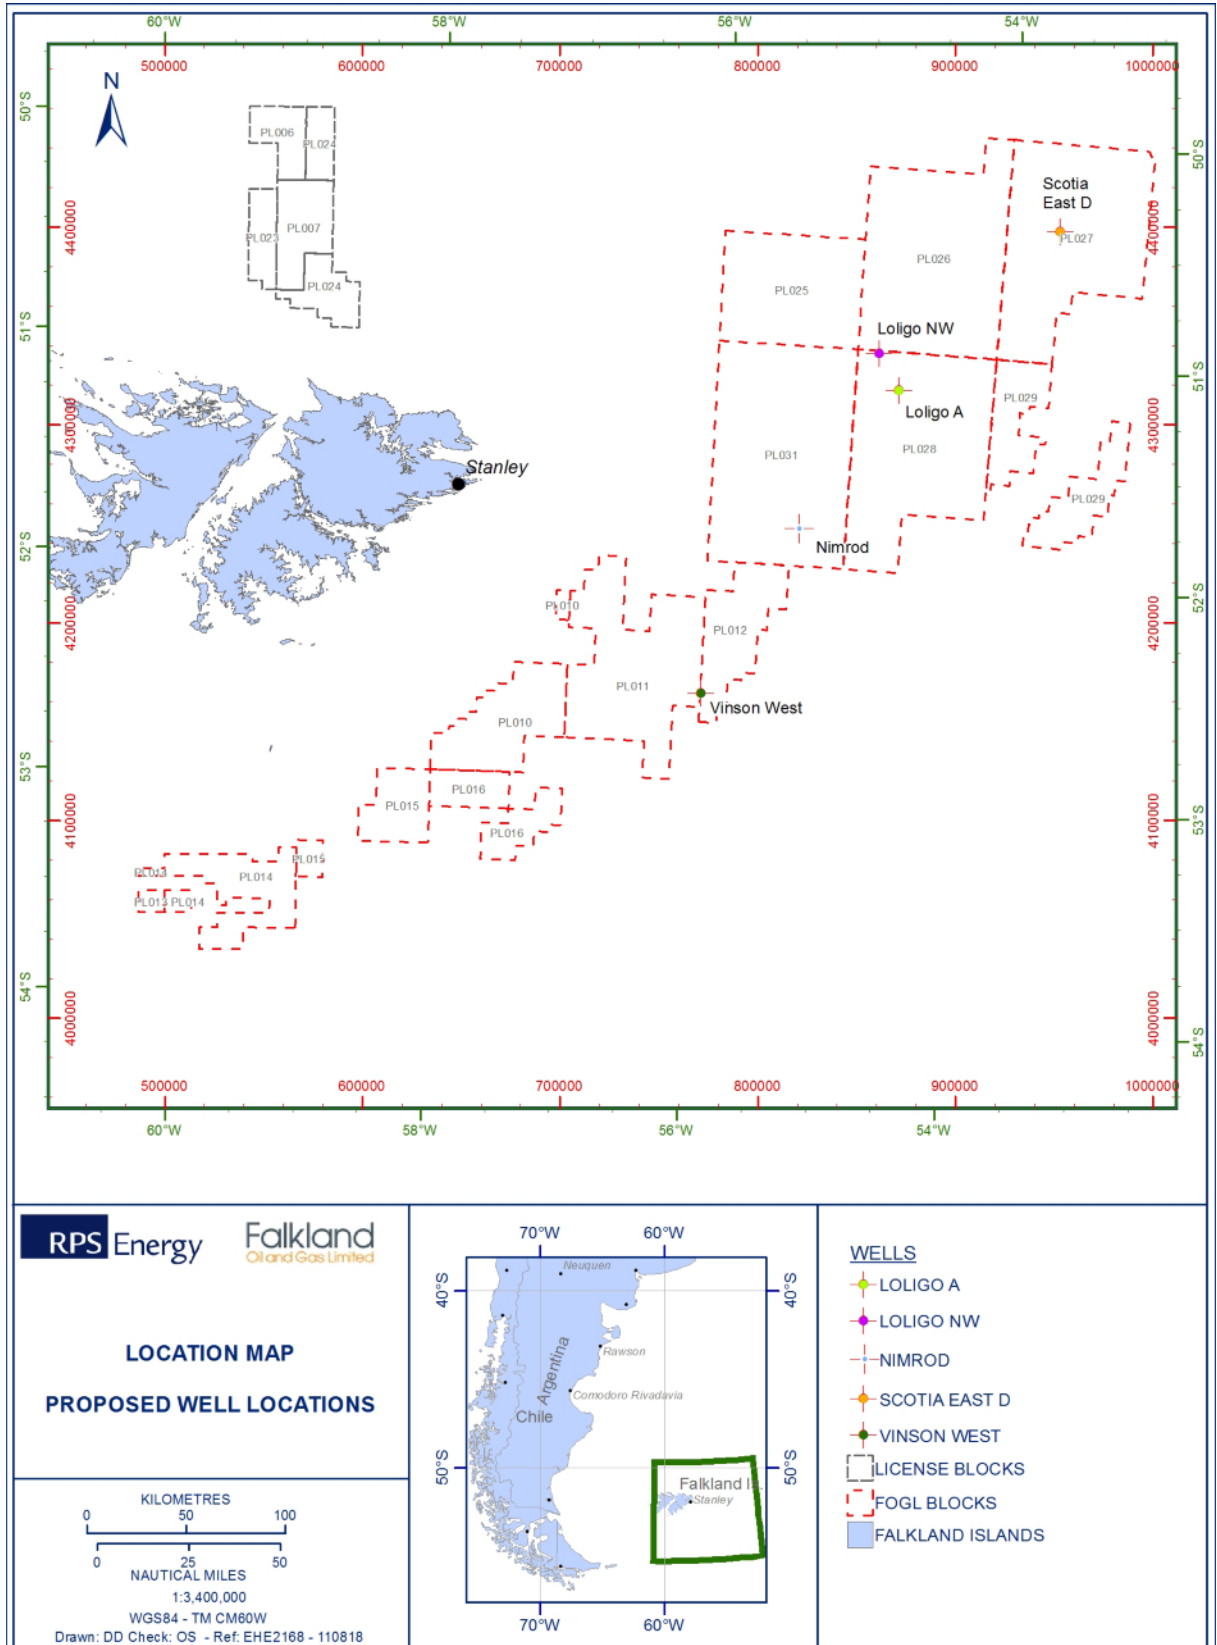 60°W
58°W
56°W
54°W
500000
600000
700000
800000
900000
1000000
N
50°S
50°S
PL006
PL024
Scotia
East D
4400000
4400000
PL023
PL007
PL027
PL026
PL024
PL025
51°S
Loligo NW
51°S
4300000
Loligo A
PL029
4300000
PL031
PL028
Stanley
PL029
52°S
Nimrod
52°S
PL010
4200000
PL012
4200000
PL011
Vinson West
PL010
53°S
PL016
PL015
4100000
PL016
53°S
4100000
PL015
PL014
PL013
PL014
54°S
4000000
4000000
54°S
500000
600000
700000
800000
900000
1000000
60°W
58°W
56°W
54°W
RPS Energy
Falkland
Oil and Gas Limited
LOCATION MAP
PROPOSED WELL LOCATIONS
KILOMETRES
0 50 100
0 25 50
NAUTICAL MILES
1:3,400,000
WGS84 - TM CM60W
Drawn: DD Check: OS - Ref: EHE2168 - 110818
70°W
60°W
Neuquen
40°S
40°S
Rawson
Argentina
Comodoro Rivadavia
Chile
50°S
50°S
Falkland Is.
Stanley
70°W
60°W
WELLS
LOLIGO A
LOLIGO NW
NIMROD
SCOTIA EAST D
VINSON WEST
LICENSE BLOCKS
FOGL BLOCKS
FALKLAND ISLANDS